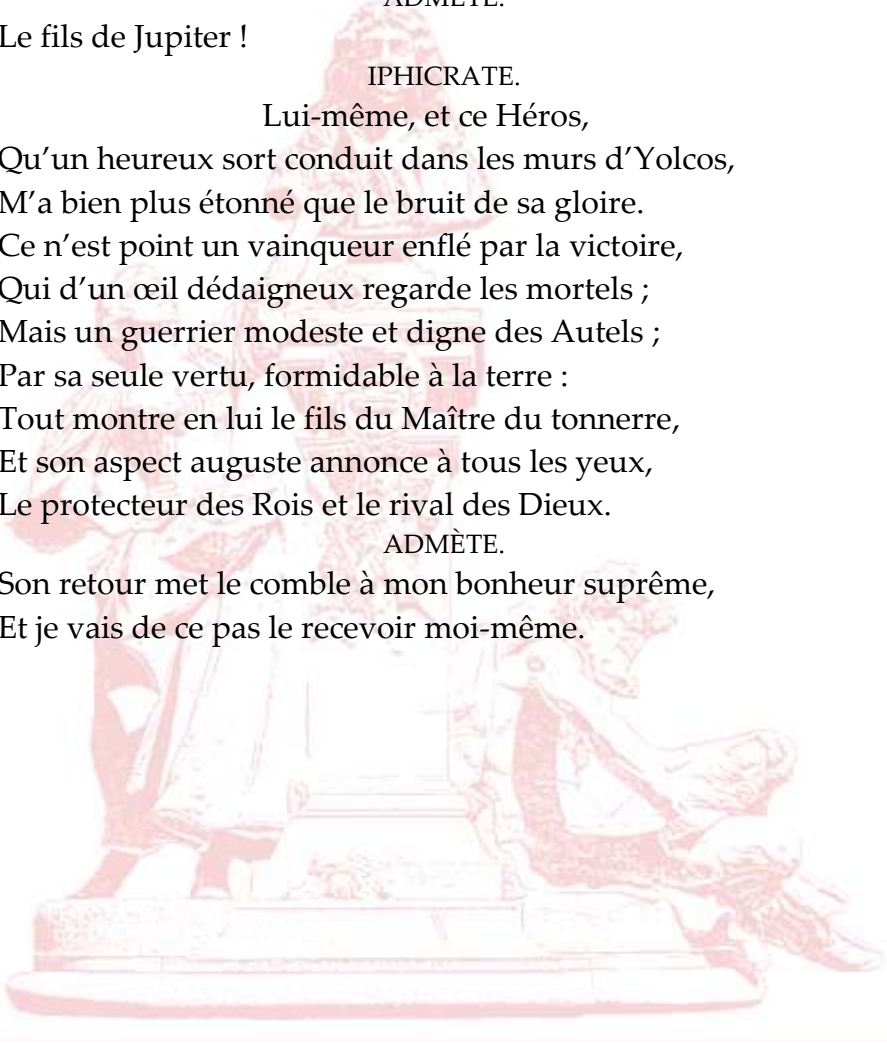 ADMÈTE.
Le fils de Jupiter !
IPHICRATE.
Lui-même, et ce Héros,
Qu’un heureux sort conduit dans les murs d’Yolcos,
M’a bien plus étonné que le bruit de sa gloire.
Ce n’est point un vainqueur enflé par la victoire,
Qui d’un œil dédaigneux regarde les mortels ;
Mais un guerrier modeste et digne des Autels ;
Par sa seule vertu, formidable à la terre :
Tout montre en lui le fils du Maître du tonnerre,
Et son aspect auguste annonce à tous les yeux,
Le protecteur des Rois et le rival des Dieux.
ADMÈTE.
Son retour met le comble à mon bonheur suprême,
Et je vais de ce pas le recevoir moi-même.